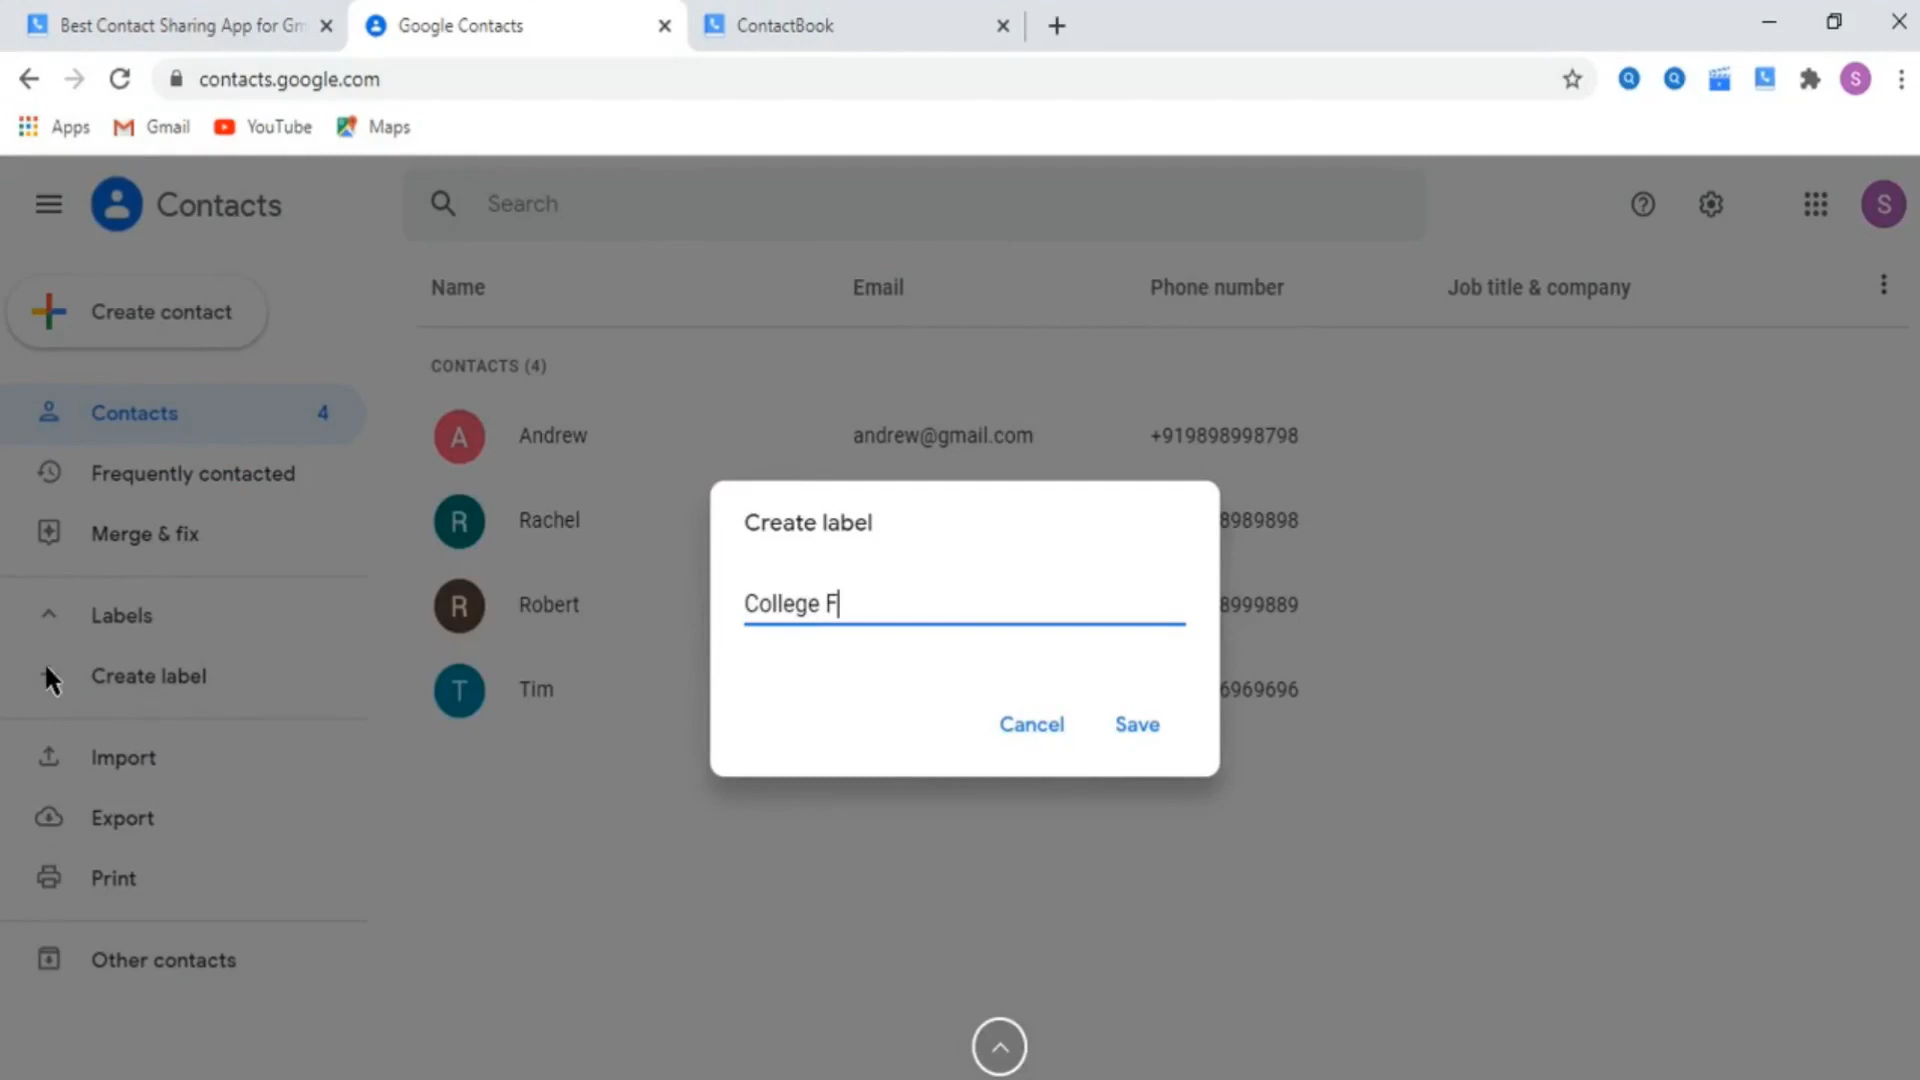 Best Contact Sharing App for Gm
Google Contacts
ContactBook
contacts.google.com
S
Apps
Gmail
YouTube
Maps
Contacts
Search
S
Create contact
Name
Email
Phone number
Job title & company
CONTACTS (4)
Contacts
4
A
Andrew
andrew@gmail.com
+919898998798
Frequently contacted
R
Rachel
8989898
Merge & fix
Create label
College F
R
Robert
8999889
Labels
Create label
T
Tim
6969696
Cancel
Save
Import
Export
Print
Other contacts